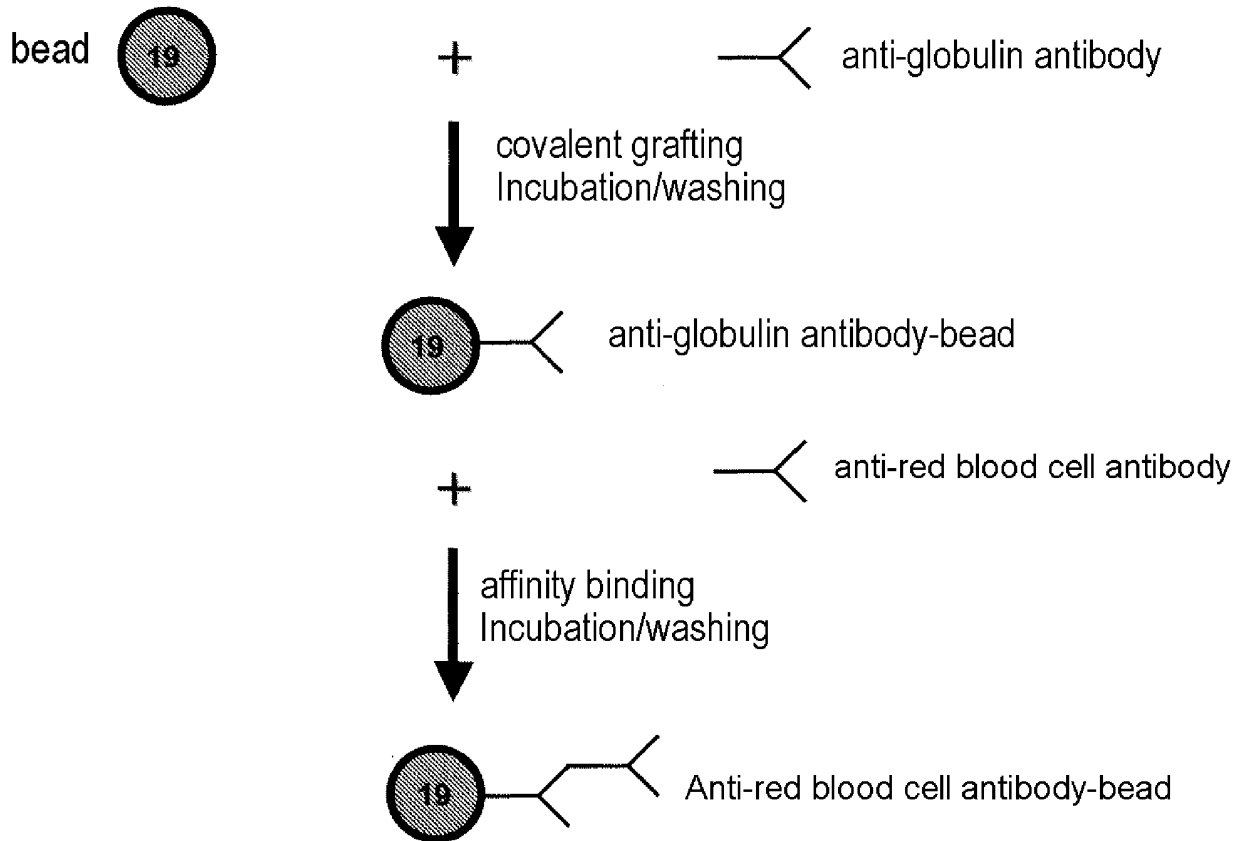 bead 19 + anti-globulin antibody
covalent grafting
Incubation/washing
19 anti-globulin antibody-bead
+ anti-red blood cell antibody
affinity binding
Incubation/washing
19 Anti-red blood cell antibody-bead